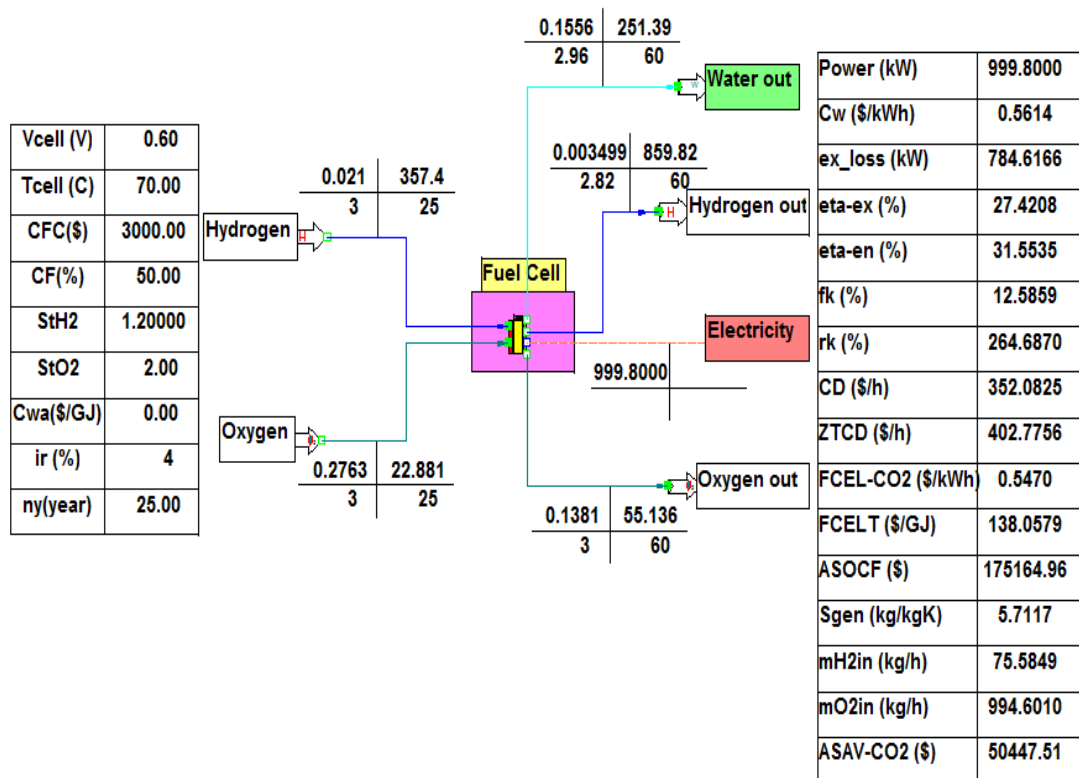 Vcell (V) 0.60
Tcell (C) 70.00
CFC($) 3000.00
CF(%) 50.00
StH2 1.20000
StO2 2.00
Cwa($/GJ) 0.00
ir (%) 4
ny(year) 25.00
0.021 357.4
3 25
Hydrogen
H
Oxygen
0.2763 22.881
3 25
Fuel Cell
0.1556 251.39
2.96 60
Water out
0.003499 859.82
2.82 60
Hydrogen out
H
Electricity
999.8000
Oxygen out
0.1381 55.136
3 60
Power (kW) 999.8000
Cw ($/kWh) 0.5614
ex_loss (kW) 784.6166
eta-ex (%) 27.4208
eta-en (%) 31.5535
fk (%) 12.5859
rk (%) 264.6870
CD ($/h) 352.0825
ZTCD ($/h) 402.7756
FCEL-CO2 ($/kWh) 0.5470
FCELT ($/GJ) 138.0579
ASOCF ($) 175164.96
Sgen (kg/kgK) 5.7117
mH2in (kg/h) 75.5849
mO2in (kg/h) 994.6010
ASAV-CO2 ($) 50447.51